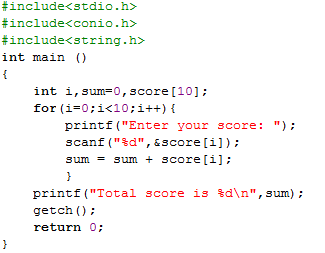 #include<stdio.h>
#include<conio.h>
#include<string.h>
int main ()
{
    int i,sum=0,score[10];
    for(i=0;i<10;i++){
        printf("Enter your score: ");
        scanf("%d",&score[i]);
        sum = sum + score[i];
        }
    printf("Total score is %d\n",sum);
    getch();
    return 0;
}